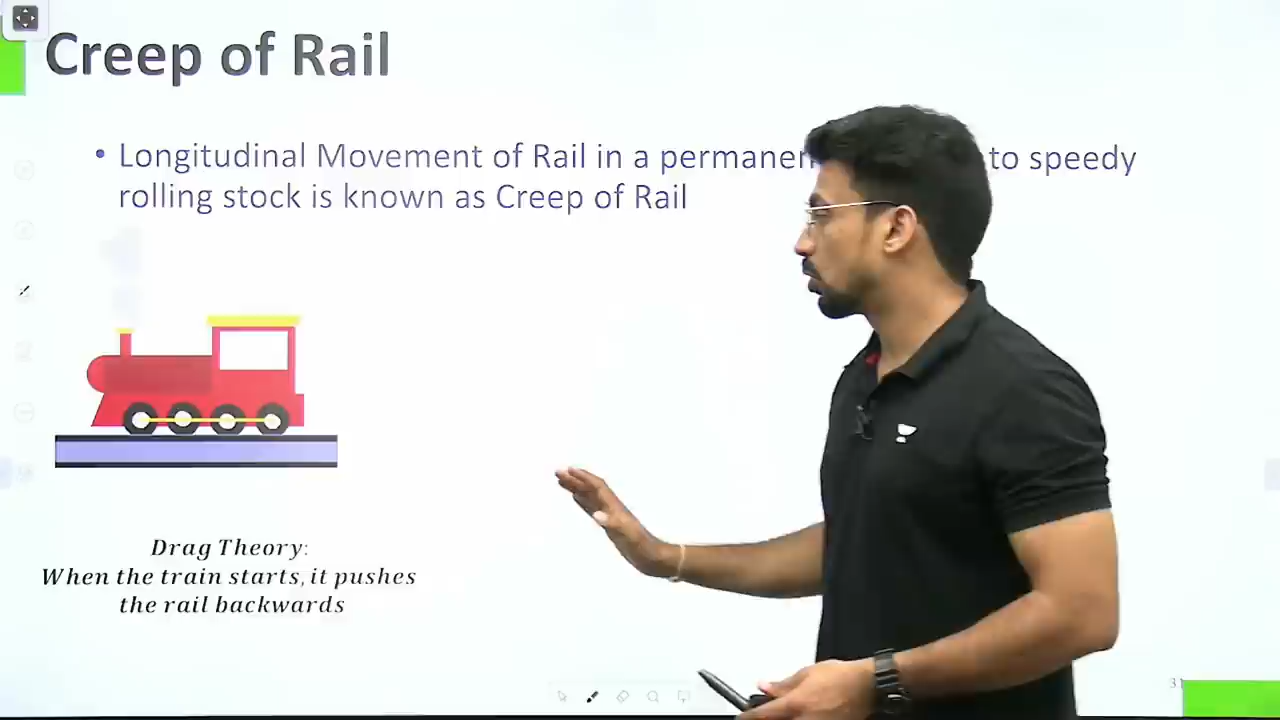 Creep of Rail
• Longitudinal Movement of Rail in a to speedy
rolling stock is known as Creep of Rail
Drag Theory:
When the train starts, it pushes
the rail backwards